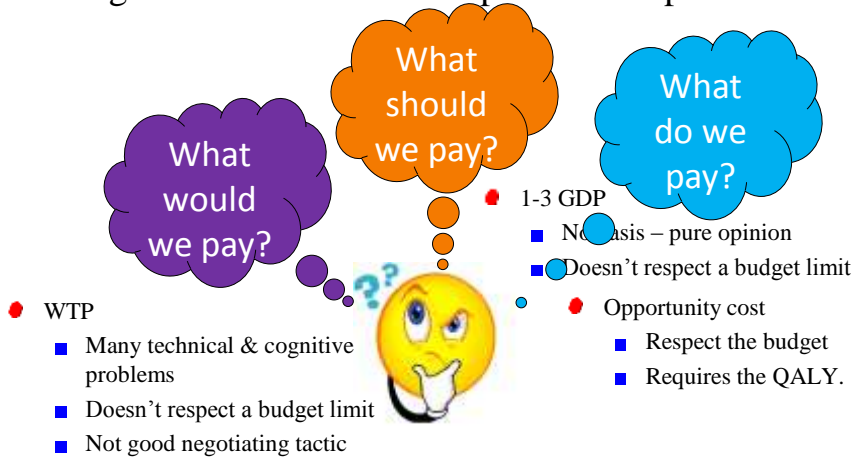 What
would
we pay?
What
should
we pay?
What
do we
pay?
??
WTP
Many technical & cognitive
problems
Doesn't respect a budget limit
Not good negotiating tactic
1-3 GDP
– pure opinion
Doesn't respect a budget limit
Opportunity cost
Respect the budget
Requires the QALY.